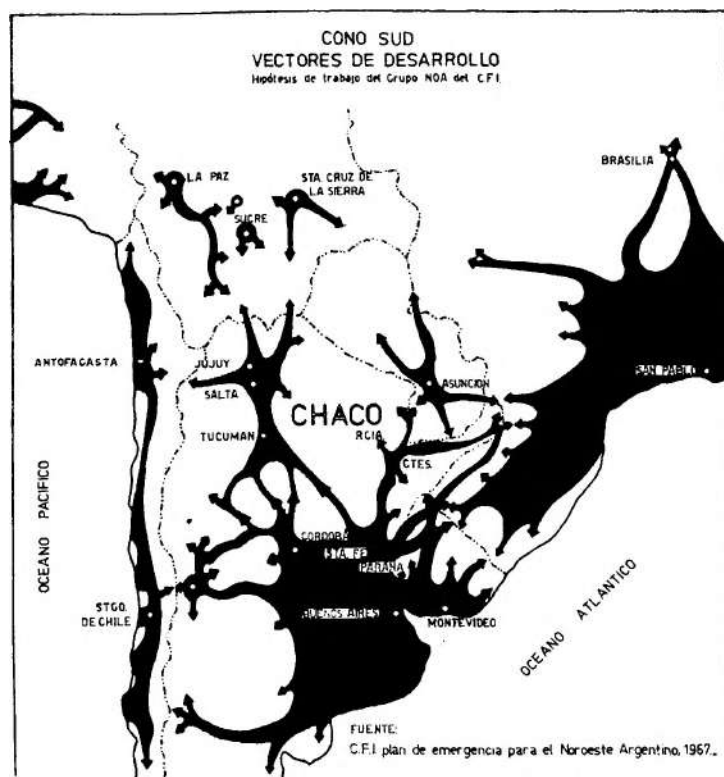 CONO SUD
VECTORES DE DESARROLLO
Hipótesis de trabajo del Grupo NOA del C.F.I.
BRASILIA
LA PAZ
STA. CRUZ DE
LA SIERRA
SUCRE
ANTOFAGASTA
JUJUY
SALTA
ASUNCION
SAN PABLO
CHACO
TUCUMAN
RCIA.
CTES.
OCEANO PACIFICO
CORDOBA
STA. FE
PARANA
STGO.
DE CHILE
BUENOS AIRES
MONTEVIDEO
OCEANO ATLANTICO
FUENTE:
C.F.I. plan de emergencia para el Noroeste Argentino, 1967.